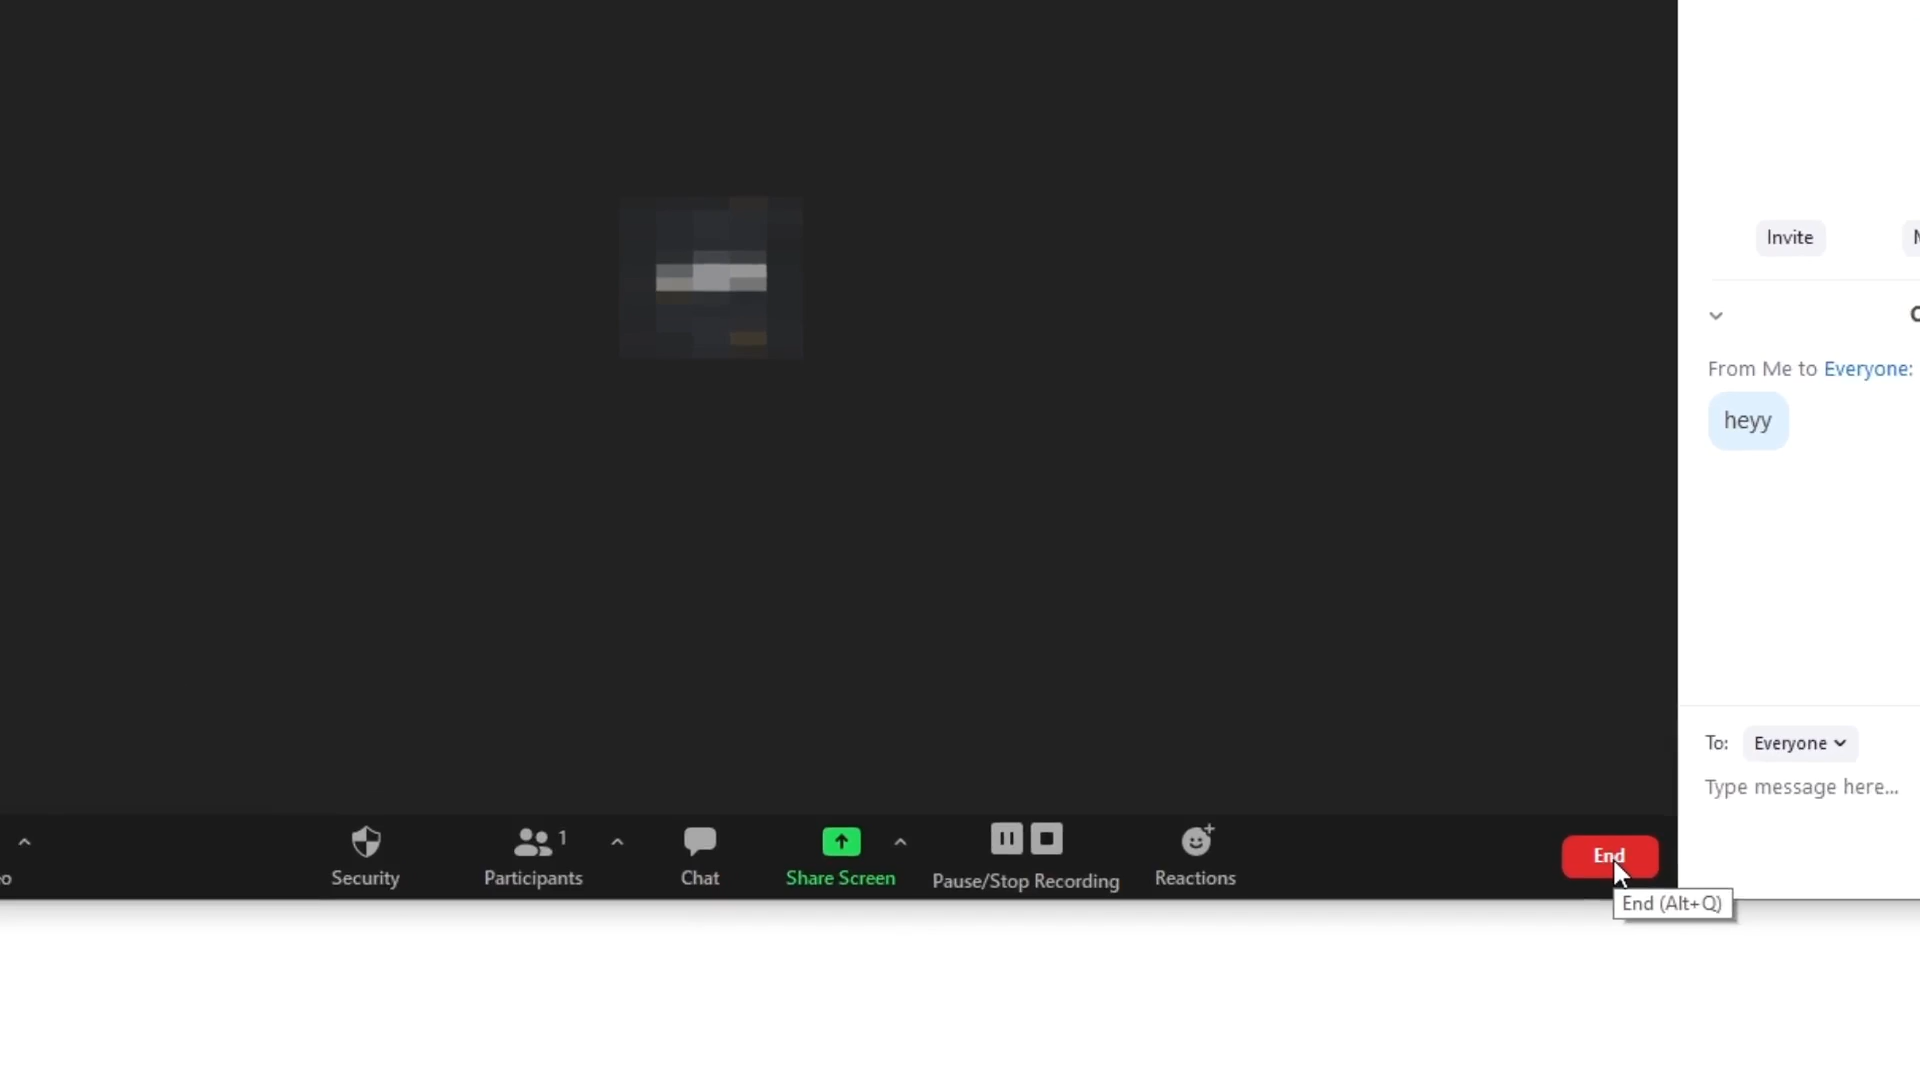 Invite
From Me to Everyone:
heyy
To: Everyone
Type message here...
1
Security
Participants
Chat
Share Screen
Pause/Stop Recording
Reactions
End
End (Alt+Q)